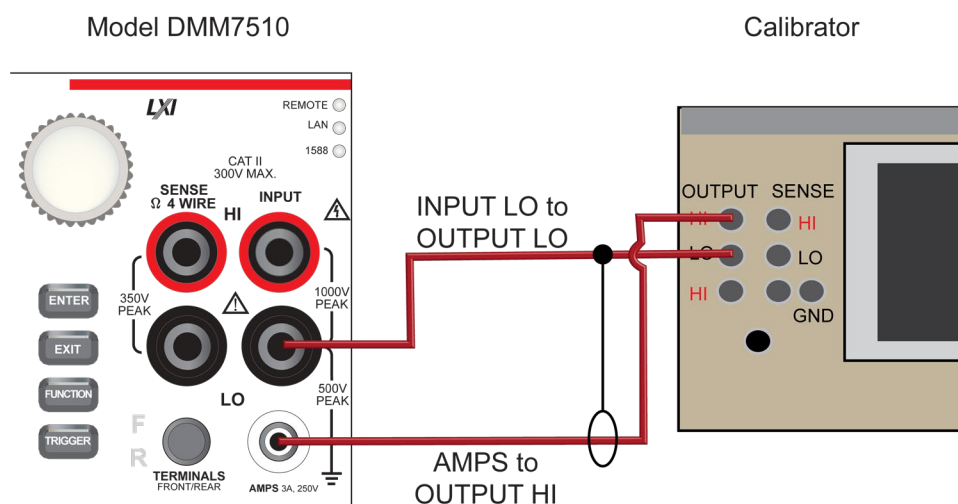 Model DMM7510
Calibrator
LXI
REMOTE
LAN
1588
CAT II
300V MAX.
SENSE
Ω 4 WIRE
HI
INPUT
350V
PEAK
1000V
PEAK
500V
PEAK
LO
ENTER
EXIT
FUNCTION
TRIGGER
F
R
TERMINALS
FRONT/REAR
AMPS 3A, 250V
INPUT LO to
OUTPUT LO
AMPS to
OUTPUT HI
OUTPUT SENSE
HI HI
LO LO
HI
GND